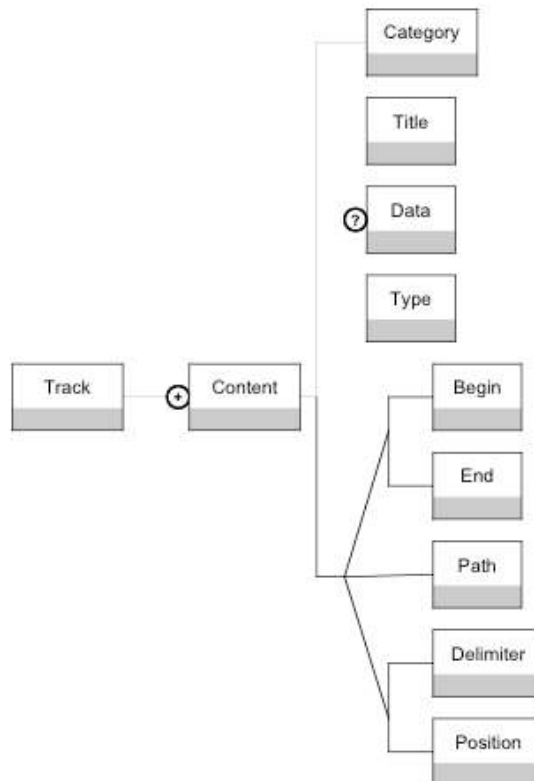 Category
Title
?
Data
Type
Track
+
Content
Begin
End
Path
Delimiter
Position